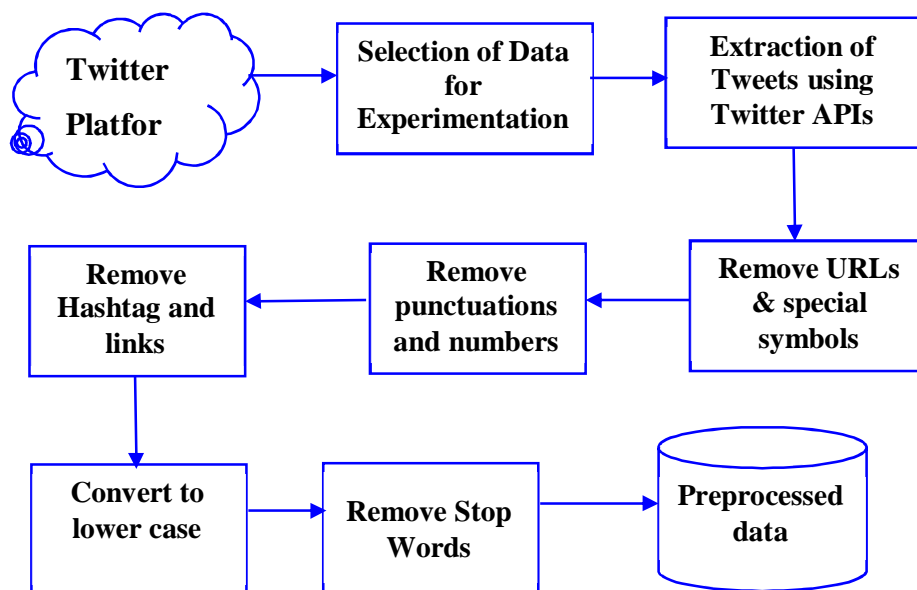 Twitter
Platfor
Selection of Data
for
Experimentation
Extraction of
Tweets using
Twitter APIs
Remove URLs
& special
symbols
Remove
punctuations
and numbers
Remove
Hashtag and
links
Convert to
lower case
Remove Stop
Words
Preprocessed
data